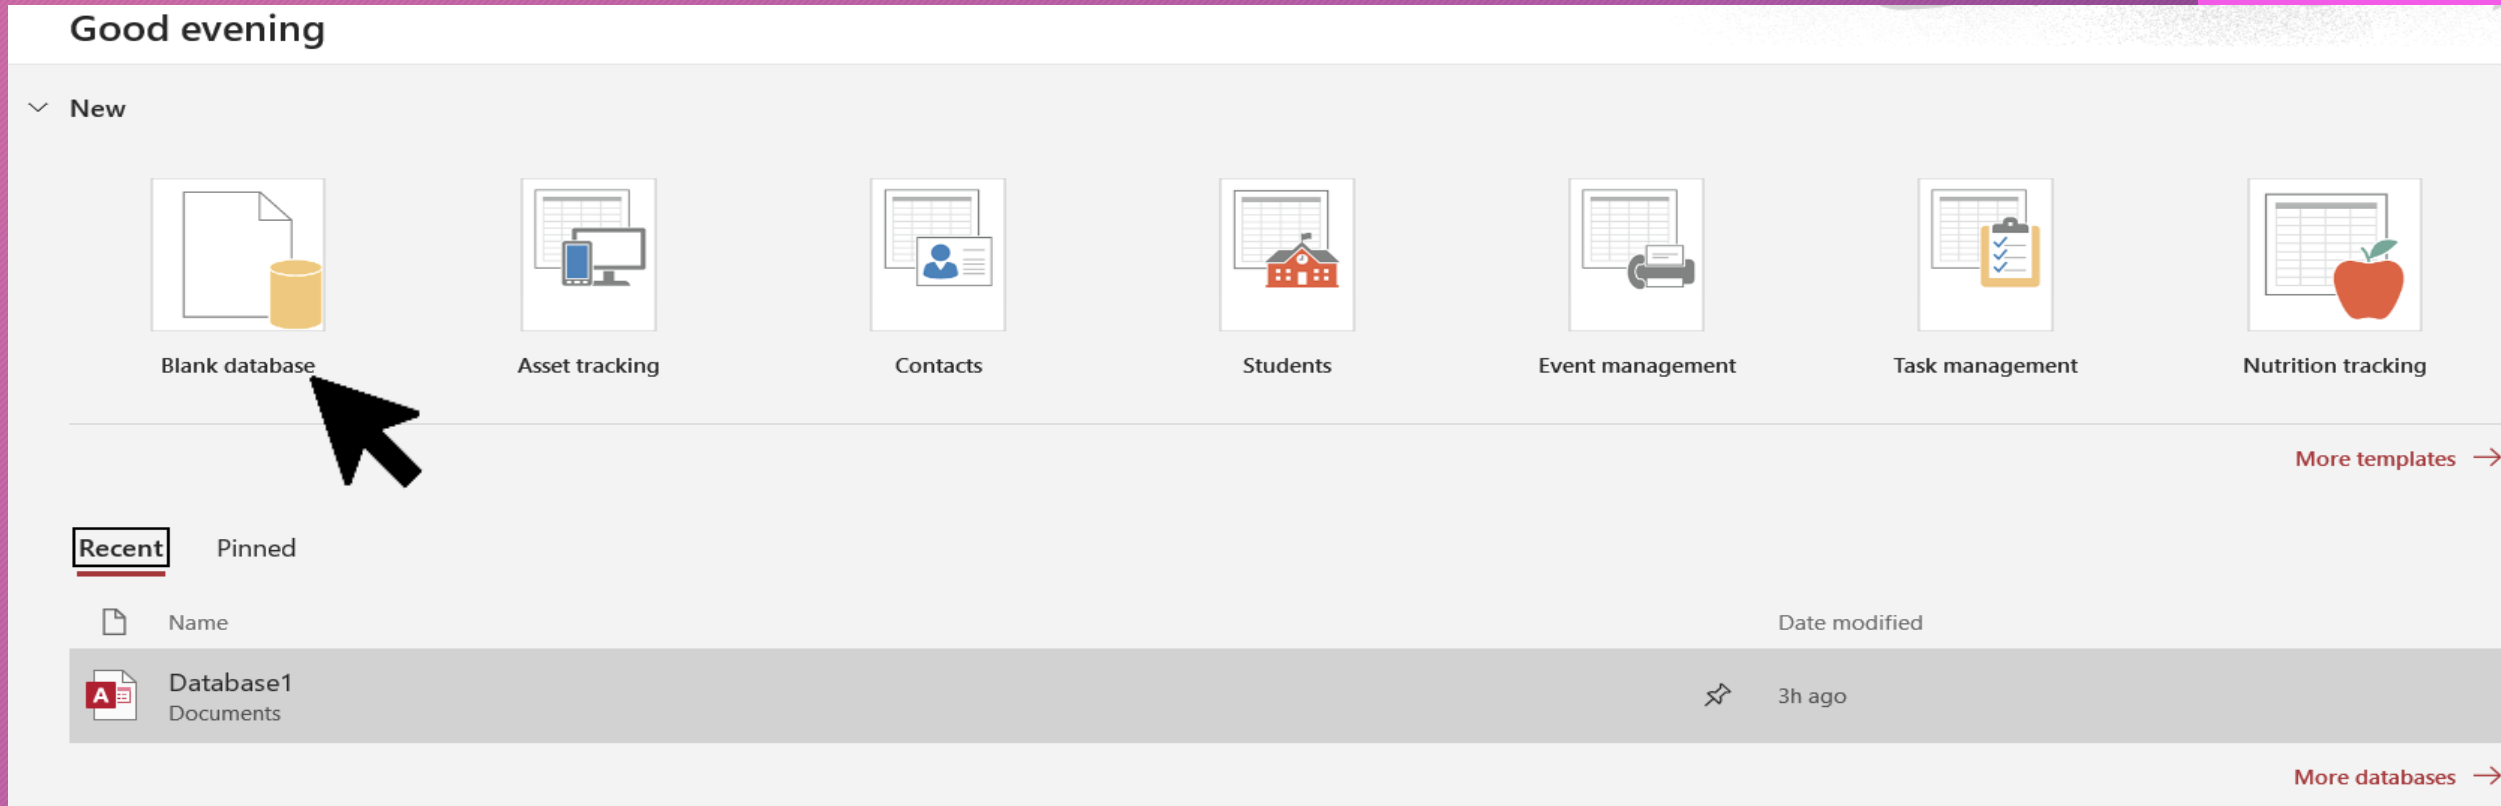 Good evening
New
Blank database
Asset tracking
Contacts
Students
Event management
Task management
Nutrition tracking
More templates
Recent
Pinned
Name
Date modified
A
Database1
Documents
3h ago
More databases